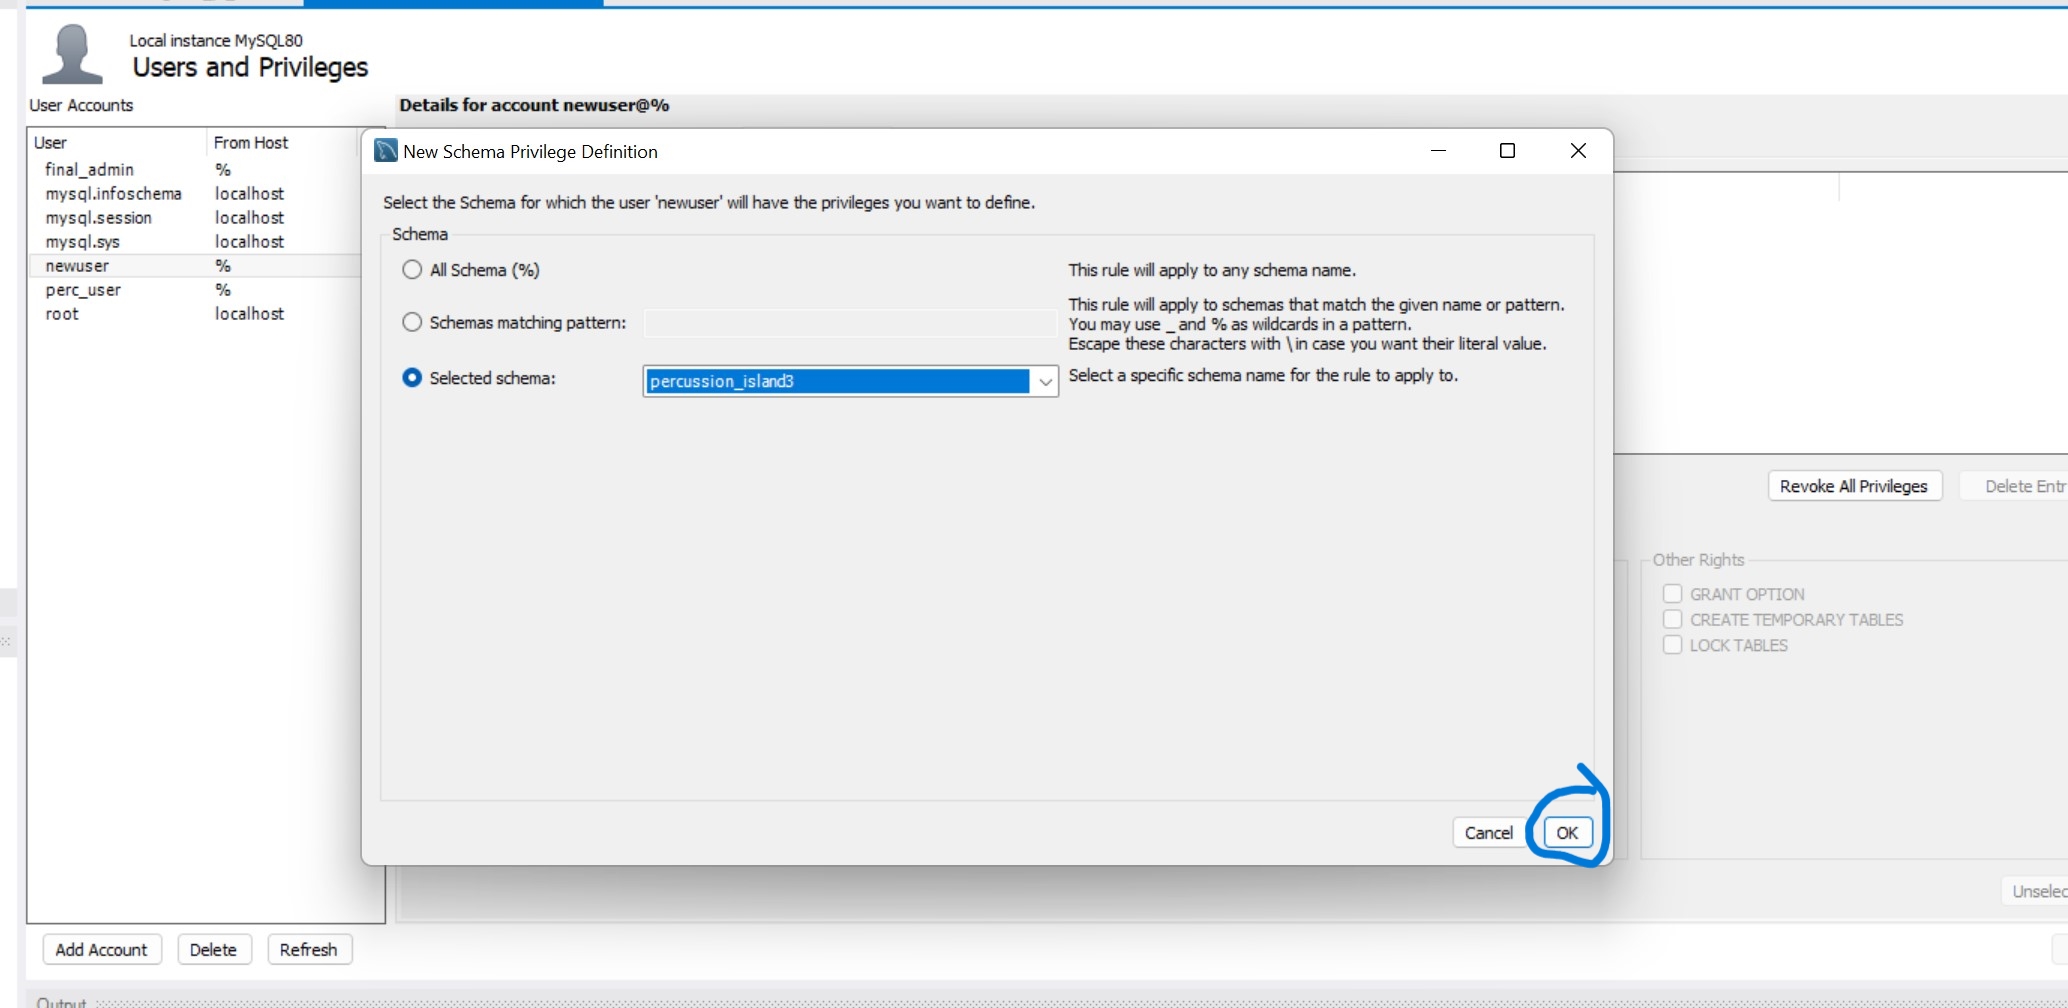 Local instance MySQL80
Users and Privileges
User Accounts
Details for account newuser@%
User From Host
final_admin %
mysql.infoschema localhost
mysql.session localhost
mysql.sys localhost
newuser %
perc_user %
root localhost
New Schema Privilege Definition
Select the Schema for which the user 'newuser' will have the privileges you want to define.
Schema
All Schema (%)
This rule will apply to any schema name.
Schemas matching pattern:
This rule will apply to schemas that match the given name or pattern.
You may use _ and % as wildcards in a pattern.
Escape these characters with \ in case you want their literal value.
Selected schema:
percussion_island3
Select a specific schema name for the rule to apply to.
Cancel
OK
Revoke All Privileges
Delete Entr
Other Rights
GRANT OPTION
CREATE TEMPORARY TABLES
LOCK TABLES
Unselec
Add Account
Delete
Refresh
Output